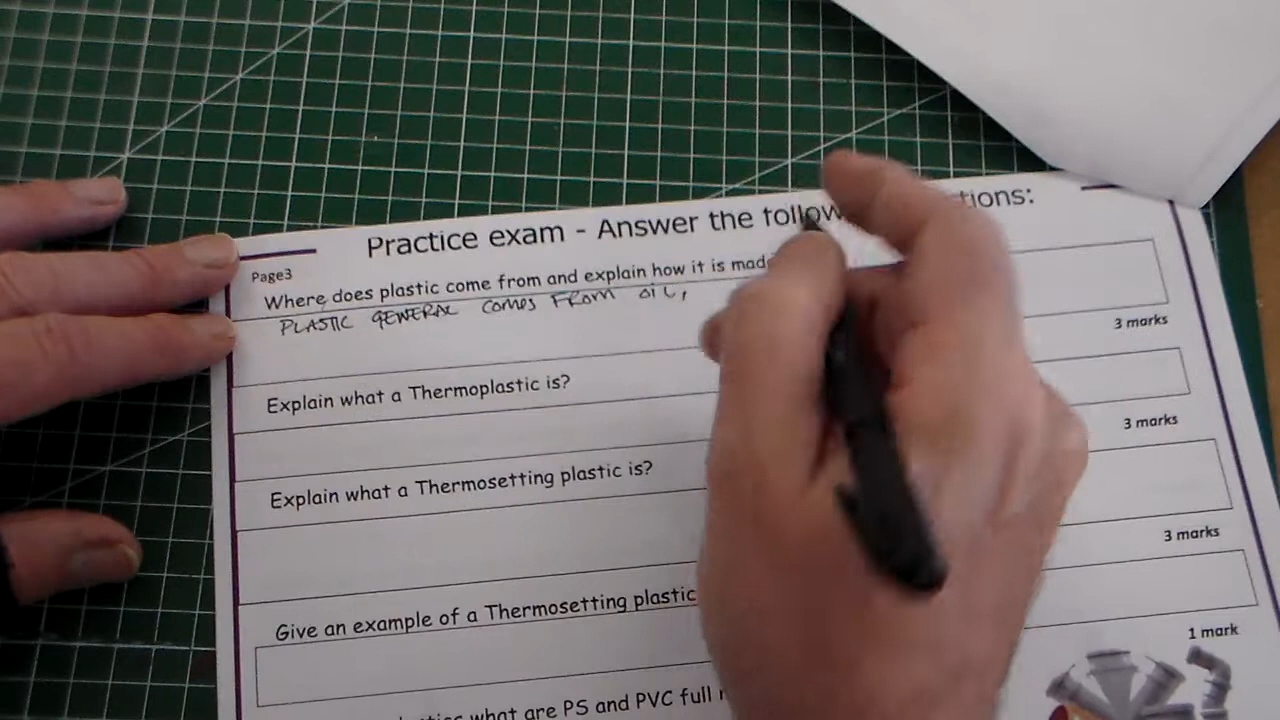 Practice exam - Answer the follow tions:
Page3
Where does plastic come from and explain how it is made
PLASTIC GENERAL COMES FROM OIL,
3 marks
Explain what a Thermoplastic is?
3 marks
Explain what a Thermosetting plastic is?
3 marks
Give an example of a Thermosetting plastic
1 mark
what are PS and PVC full